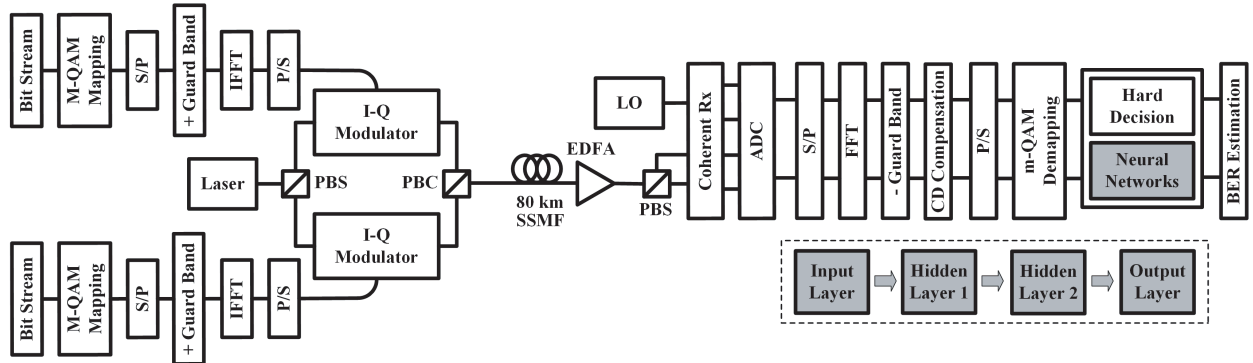 Bit Stream
M-QAM
Mapping
S/P
+ Guard Band
IFFT
P/S
I-Q
Modulator
Laser
PBS
PBC
80 km
SSMF
EDFA
I-Q
Modulator
Bit Stream
M-QAM
Mapping
S/P
+ Guard Band
IFFT
P/S
LO
PBS
Coherent Rx
ADC
S/P
FFT
- Guard Band
CD Compensation
P/S
m-QAM
Demapping
Hard
Decision
Neural
Networks
BER Estimation
Input
Layer
Hidden
Layer 1
Hidden
Layer 2
Output
Layer